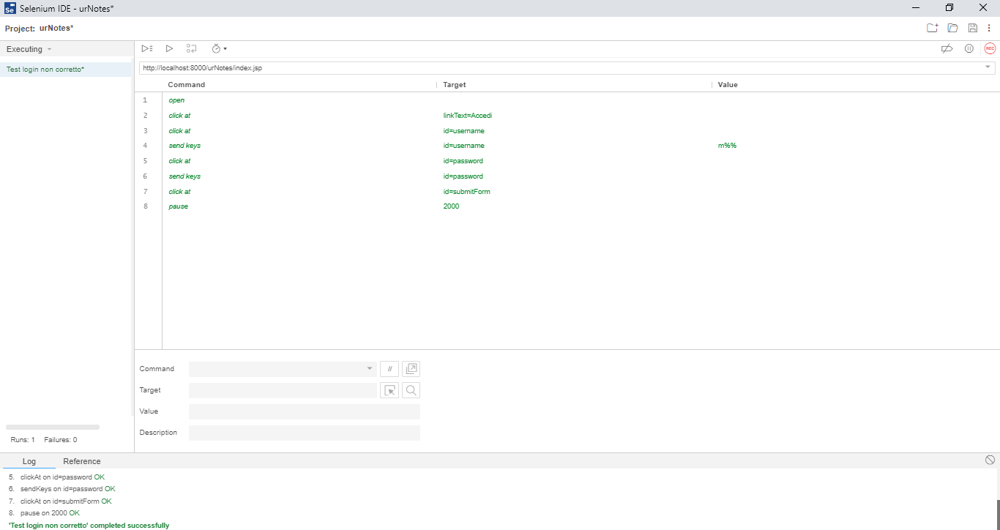 Selenium IDE - urNotes*
Project: urNotes*
Executing
Test login non corretto*
http://localhost:8000/urNotes/index.jsp
REC
Command Target Value
1 open
2 click at linkText=Accedi
3 click at id=username
4 send keys id=username m%%
5 click at id=password
6 send keys id=password
7 click at id=submitForm
8 pause 2000
Command //
Target
Value
Description
Runs: 1 Failures: 0
Log Reference
5. clickAt on id=password OK
6. sendKeys on id=password OK
7. clickAt on id=submitForm OK
8. pause on 2000 OK
'Test login non corretto' completed successfully